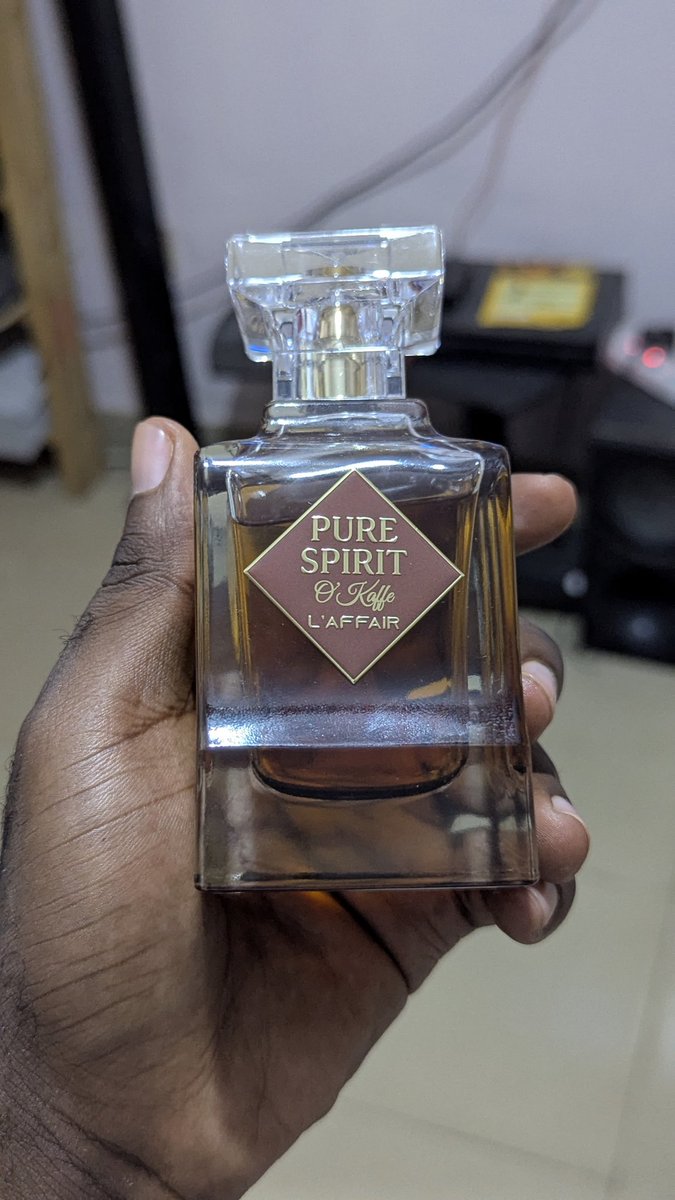 PURE
SPIRIT
O'Kaffe
L'AFFAIR